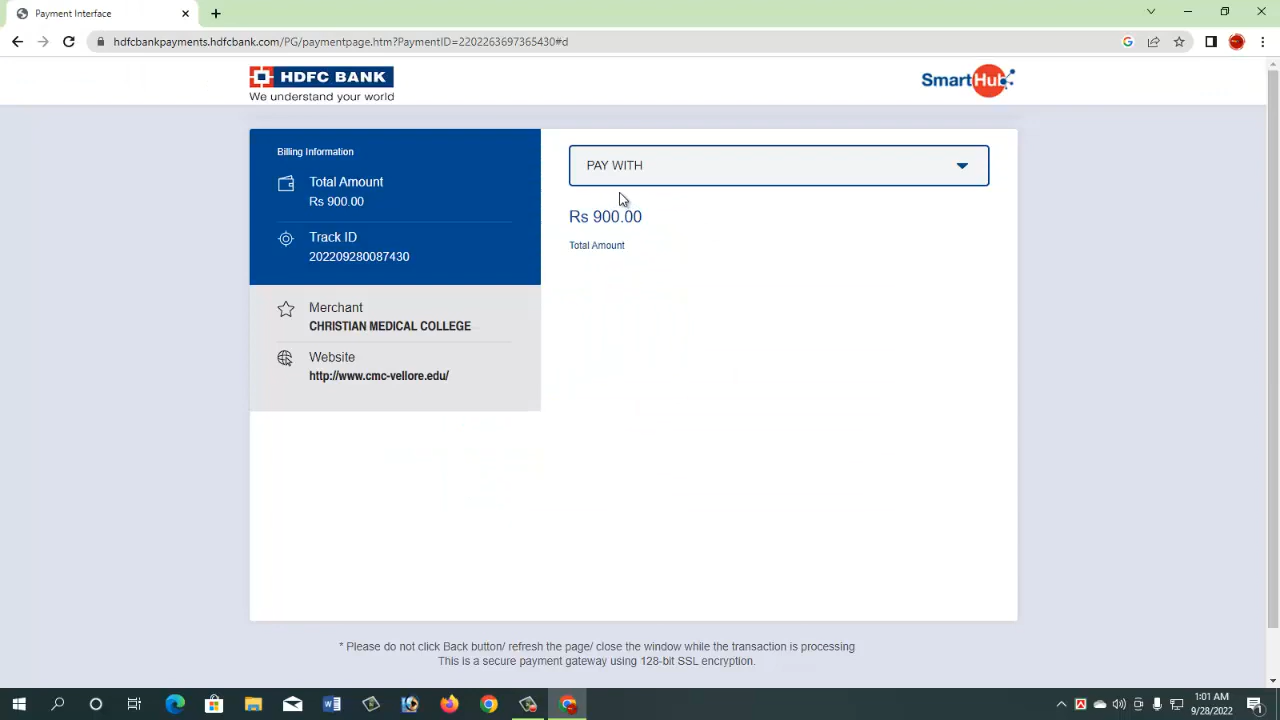 Payment Interface
hdfcbankpayments.hdfcbank.com/PG/paymentpage.htm?PaymentID=2202263697365430#d
HDFC BANK
We understand your world
SmartHub
Billing Information
Total Amount
Rs 900.00
Track ID
202209280087430
Merchant
CHRISTIAN MEDICAL COLLEGE
Website
http://www.cmc-vellore.edu/
PAY WITH
Rs 900.00
Total Amount
* Please do not click Back button/ refresh the page/ close the window while the transaction is processing
This is a secure payment gateway using 128-bit SSL encryption.
1:01 AM
9/28/2022